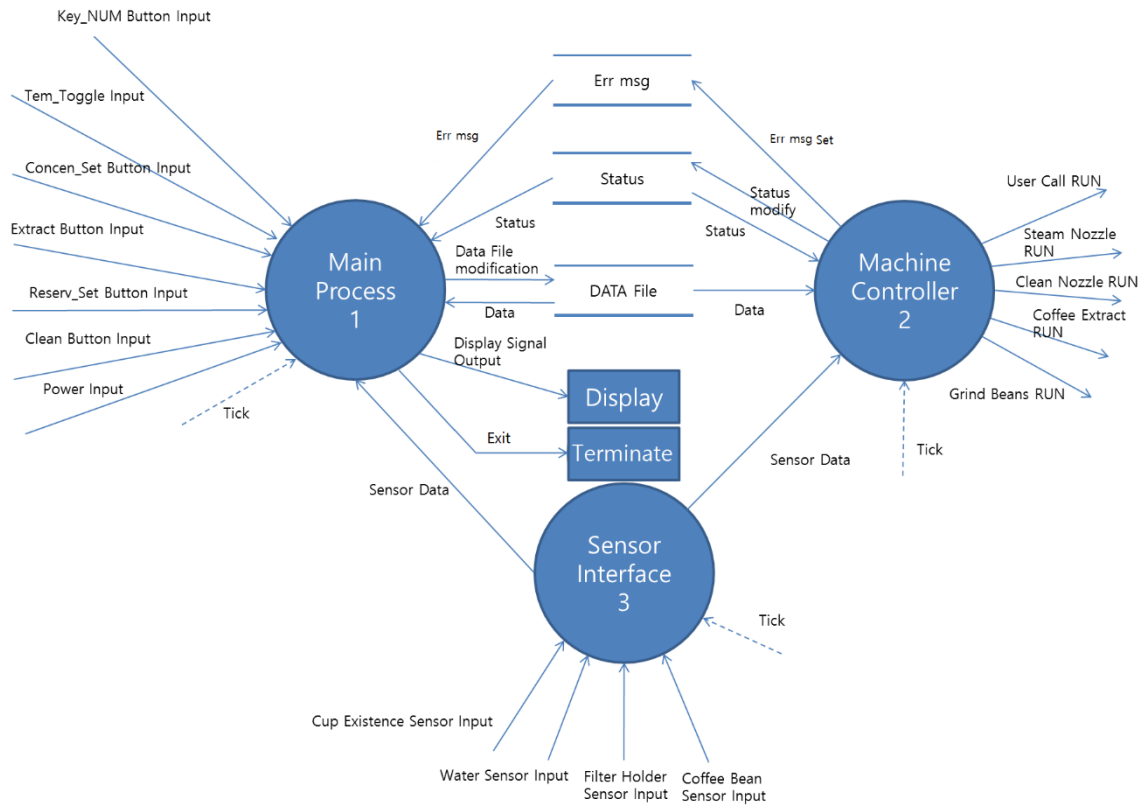 Key_NUM Button Input
Tem_Toggle Input
Concen_Set Button Input
Extract Button Input
Reserv_Set Button Input
Clean Button Input
Power Input
Tick
Main
Process
1
Err msg
Err msg
Err msg Set
Status
Status
Status
modify
Status
Data File
modification
DATA File
Data
Data
Display Signal
Output
Display
Exit
Terminate
Machine
Controller
2
User Call RUN
Steam Nozzle
RUN
Clean Nozzle RUN
Coffee Extract
RUN
Grind Beans RUN
Tick
Sensor Data
Sensor Data
Sensor
Interface
3
Tick
Cup Existence Sensor Input
Water Sensor Input
Filter Holder
Sensor Input
Coffee Bean
Sensor Input